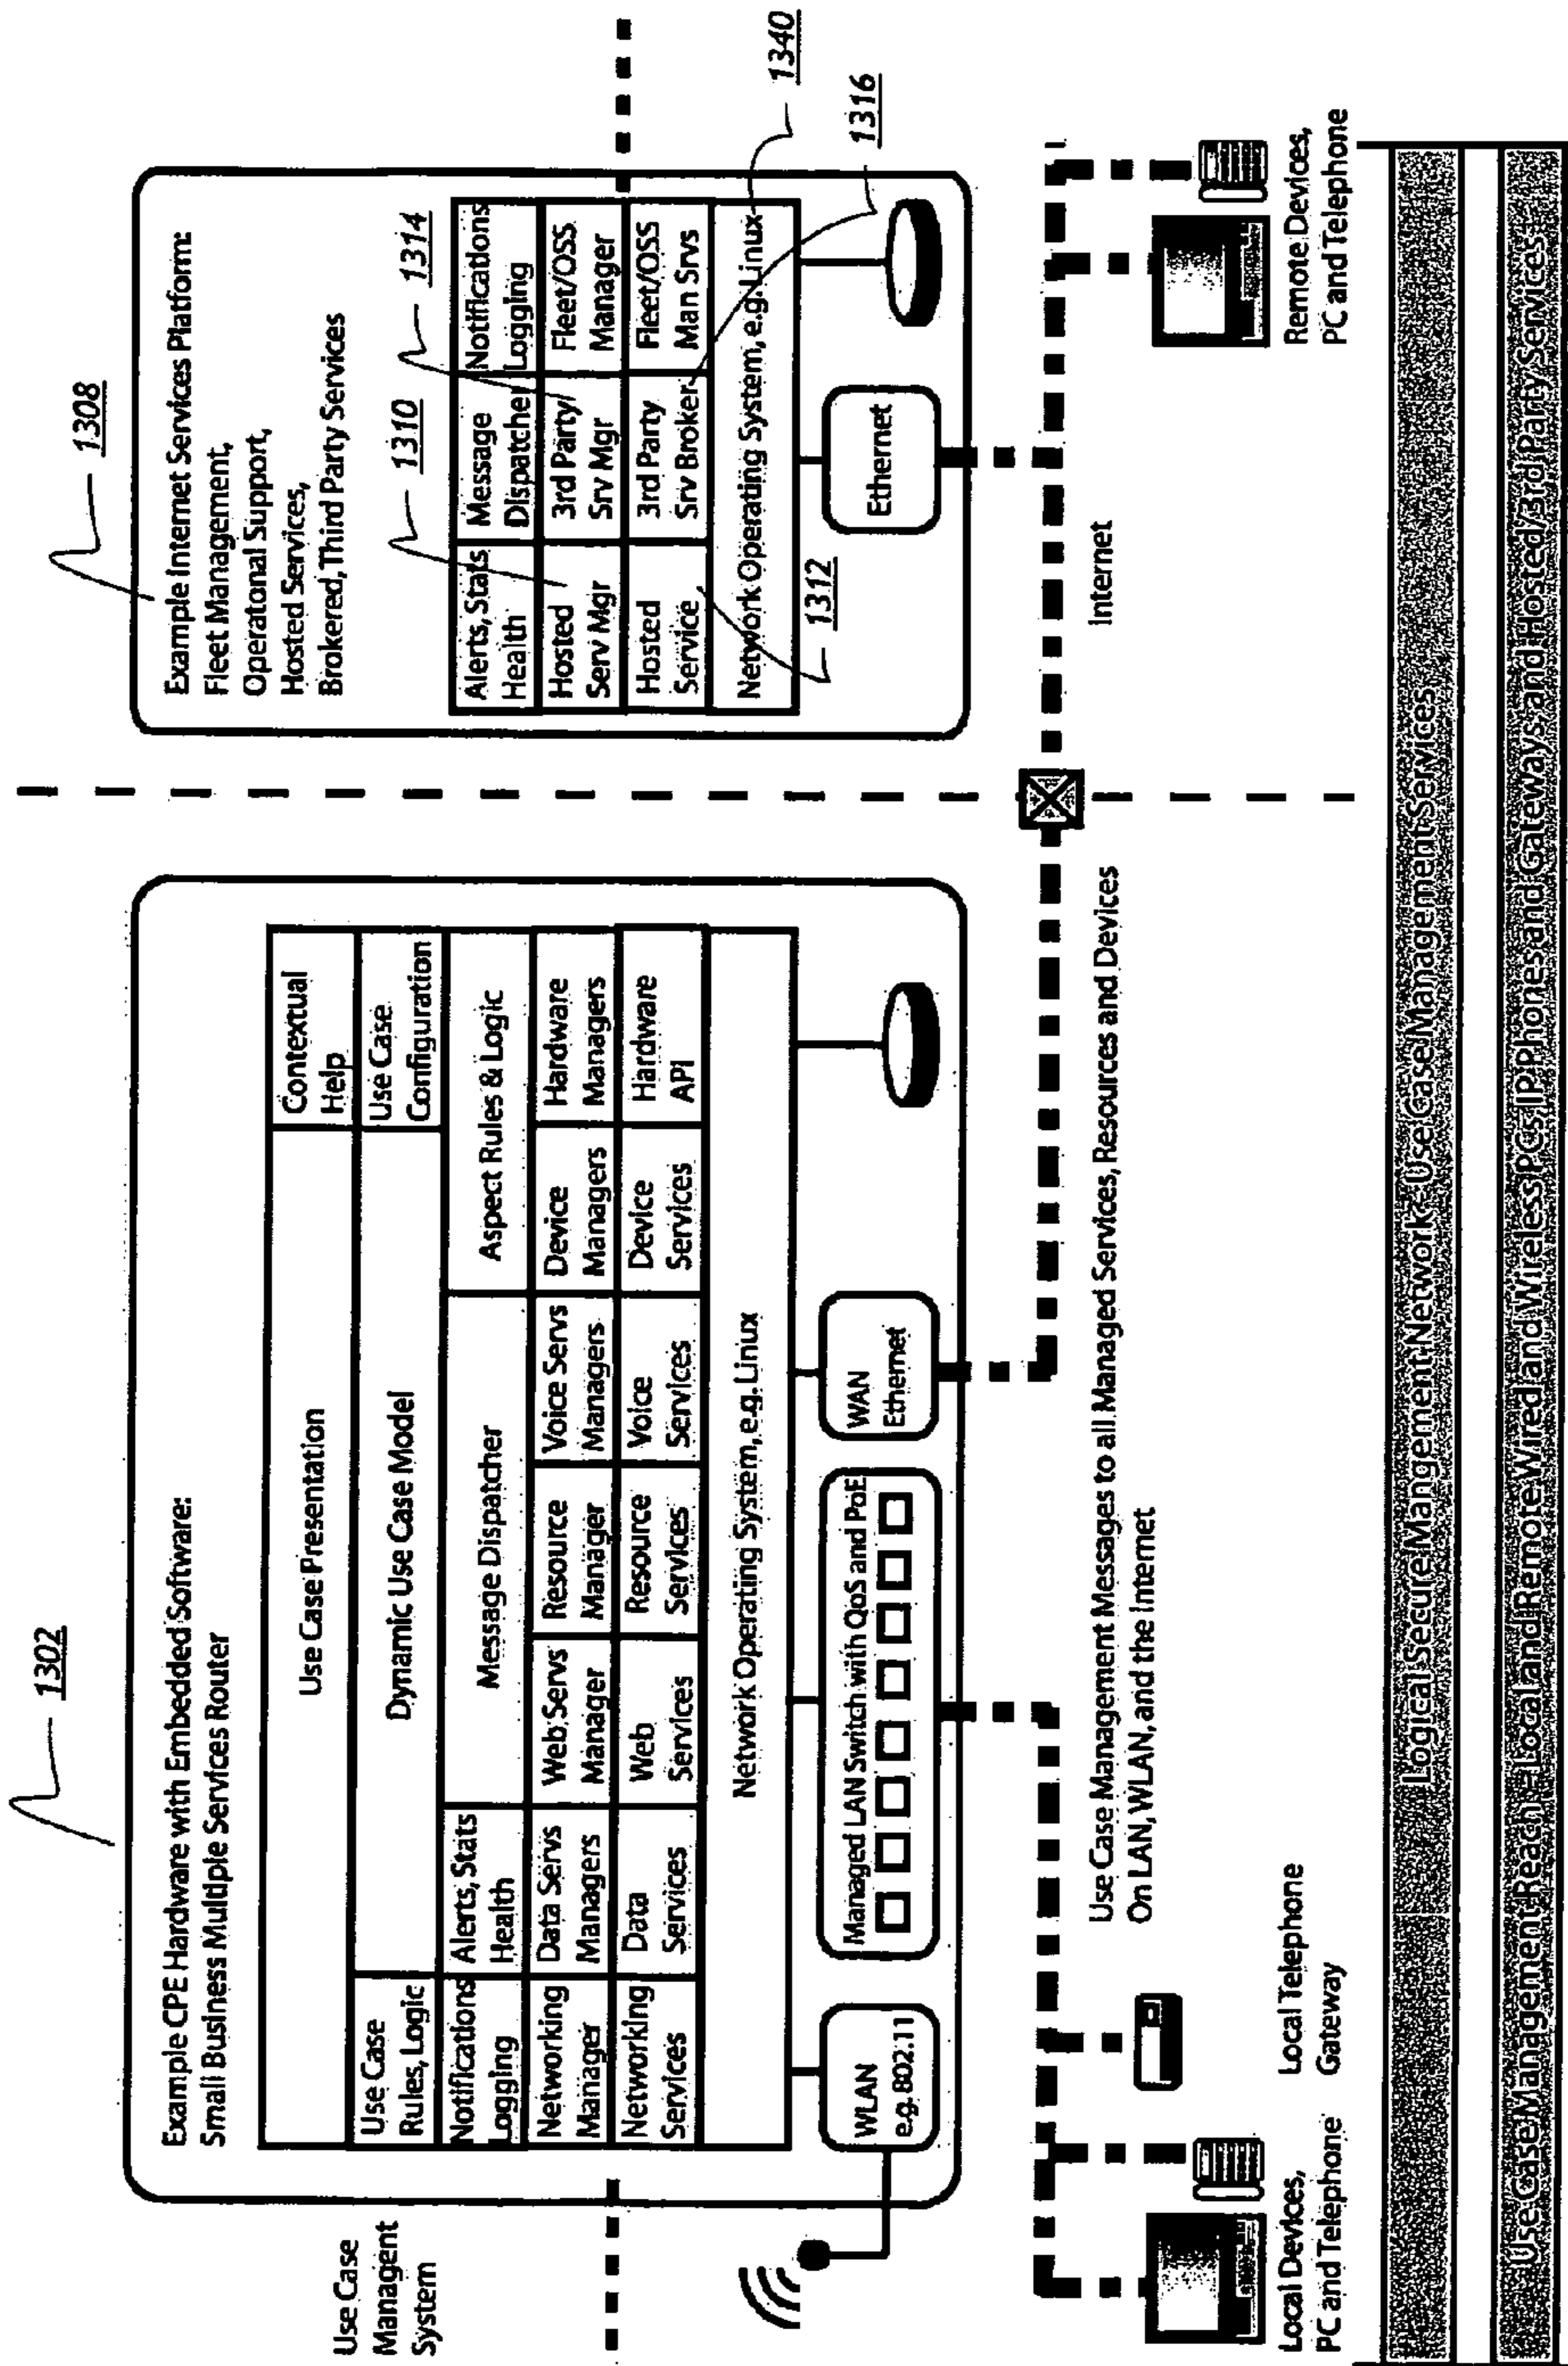 1302
Example CPE Hardware with Embedded Software:
Small Business Multiple Services Router
Use Case Presentation
Contextual
Help
Use Case
Rules, Logic
Dynamic Use Case Model
Use Case
Configuration
Notifications
Logging
Alerts, Stats
Health
Message Dispatcher
Aspect Rules & Logic
Networking
Manager
Data Servs
Managers
Web Servs
Manager
Resource
Manager
Voice Servs
Managers
Device
Managers
Hardware
Managers
Networking
Services
Data
Services
Web
Services
Resource
Services
Voice
Services
Device
Services
Hardware
API
Network Operating System, e.g. Linux
WLAN
e.g. 802.11
Managed LAN Switch with QoS and PoE
WAN
Ethernet
Use Case
Managent
System
1308
Example Internet Services Platform:
Fleet Management,
Operatonal Support,
Hosted Services,
Brokered, Third Party Services
1310
1314
Alerts, Stats
Health
Message
Dispatcher
Notifications
Logging
Hosted
Serv Mgr
3rd Party
Srv Mgr
Fleet/OSS
Manager
Hosted
Service
3rd Party
Srv Broker
Fleet/OSS
Man Srvs
Network Operating System, e.g. Linux
1312
Ethernet
1340
1316
Use Case Management Messages to all Managed Services, Resources and Devices
On LAN, WLAN, and the Internet
Internet
Local Devices,
PC and Telephone
Local Telephone
Gateway
Remote Devices,
PC and Telephone
Logical Secure Management Network - Use Case Management Services
Use Case Management Reach - Local and Remote Wired and Wireless PCs, IP Phones and Gateways, and Hosted/3rd Party Services